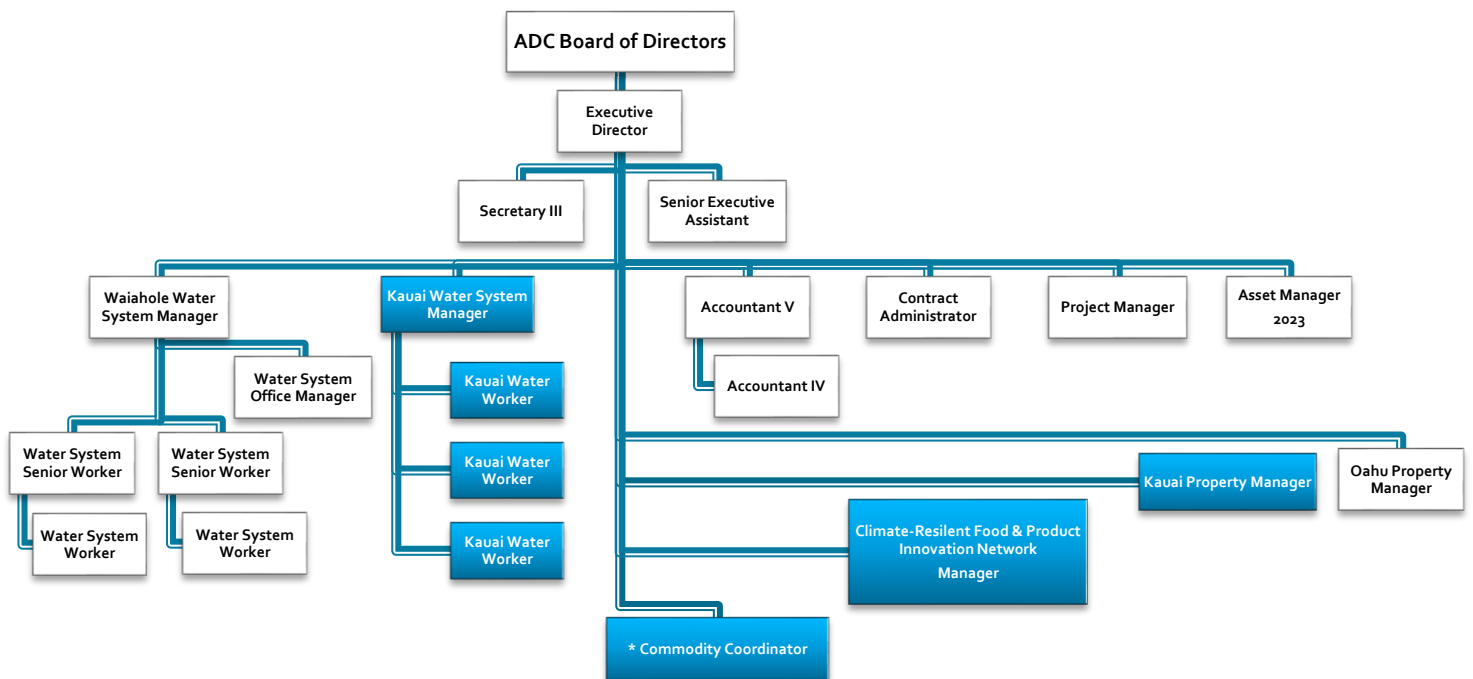 ADC Board of Directors
Executive
Director
Secretary III
Senior Executive
Assistant
Waiahole Water
System Manager
Kauai Water System
Manager
Accountant V
Contract
Administrator
Project Manager
Asset Manager
2023
Water System
Office Manager
Kauai Water
Worker
Accountant IV
Water System
Senior Worker
Water System
Senior Worker
Kauai Water
Worker
Kauai Property Manager
Oahu Property
Manager
Water System
Worker
Water System
Worker
Kauai Water
Worker
Climate-Resilent Food & Product
Innovation Network
Manager
* Commodity Coordinator